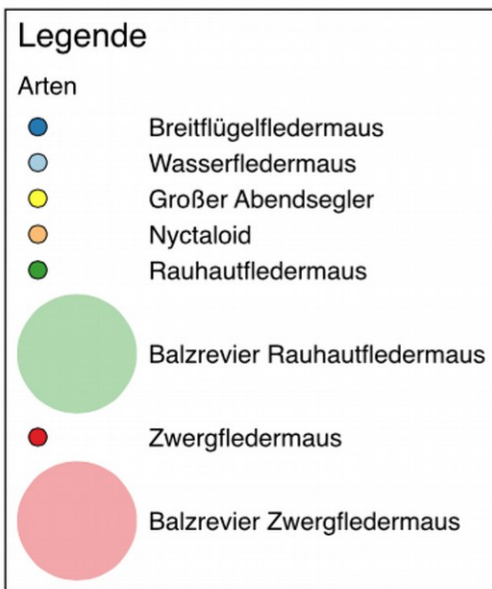 Legende
Arten
Breitflügelfledermaus
Wasserfledermaus
Großer Abendsegler
Nyctaloid
Rauhautfledermaus
Balzrevier Rauhautfledermaus
Zwergfledermaus
Balzrevier Zwergfledermaus